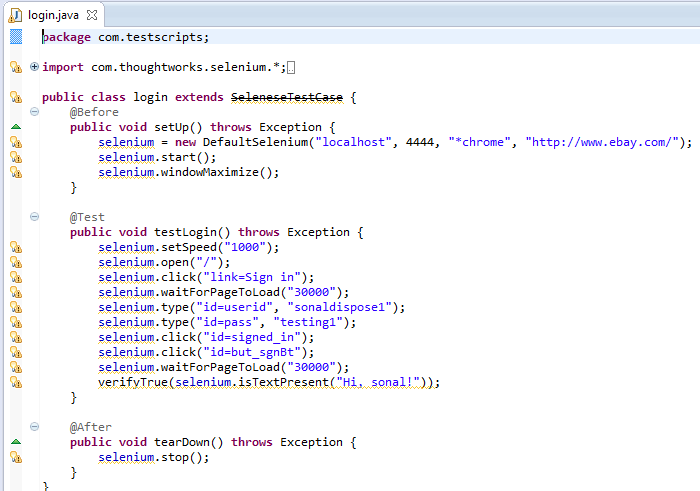 login.java
package com.testscripts;
import com.thoughtworks.selenium.*;
public class login extends SeleneseTestCase {
@Before
public void setUp() throws Exception {
selenium = new DefaultSelenium("localhost", 4444, "*chrome", "http://www.ebay.com/");
selenium.start();
selenium.windowMaximize();
}
@Test
public void testLogin() throws Exception {
selenium.setSpeed("1000");
selenium.open("/");
selenium.click("link=Sign in");
selenium.waitForPageToLoad("30000");
selenium.type("id=userid", "sonaldispose1");
selenium.type("id=pass", "testing1");
selenium.click("id=signed_in");
selenium.click("id=but_sgnBt");
selenium.waitForPageToLoad("30000");
verifyTrue(selenium.isTextPresent("Hi, sonal!"));
}
@After
public void tearDown() throws Exception {
selenium.stop();
}
}